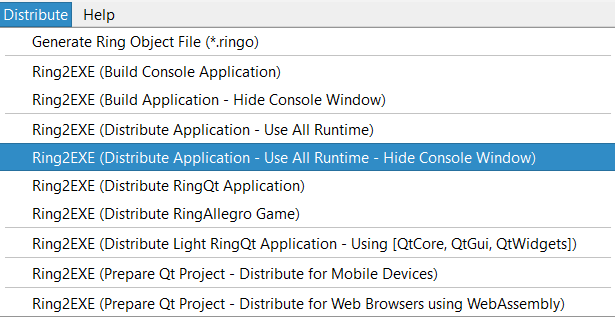 Distribute Help
Generate Ring Object File (*.ringo)
Ring2EXE (Build Console Application)
Ring2EXE (Build Application - Hide Console Window)
Ring2EXE (Distribute Application - Use All Runtime)
Ring2EXE (Distribute Application - Use All Runtime - Hide Console Window)
Ring2EXE (Distribute RingQt Application)
Ring2EXE (Distribute RingAllegro Game)
Ring2EXE (Distribute Light RingQt Application - Using [QtCore, QtGui, QtWidgets])
Ring2EXE (Prepare Qt Project - Distribute for Mobile Devices)
Ring2EXE (Prepare Qt Project - Distribute for Web Browsers using WebAssembly)